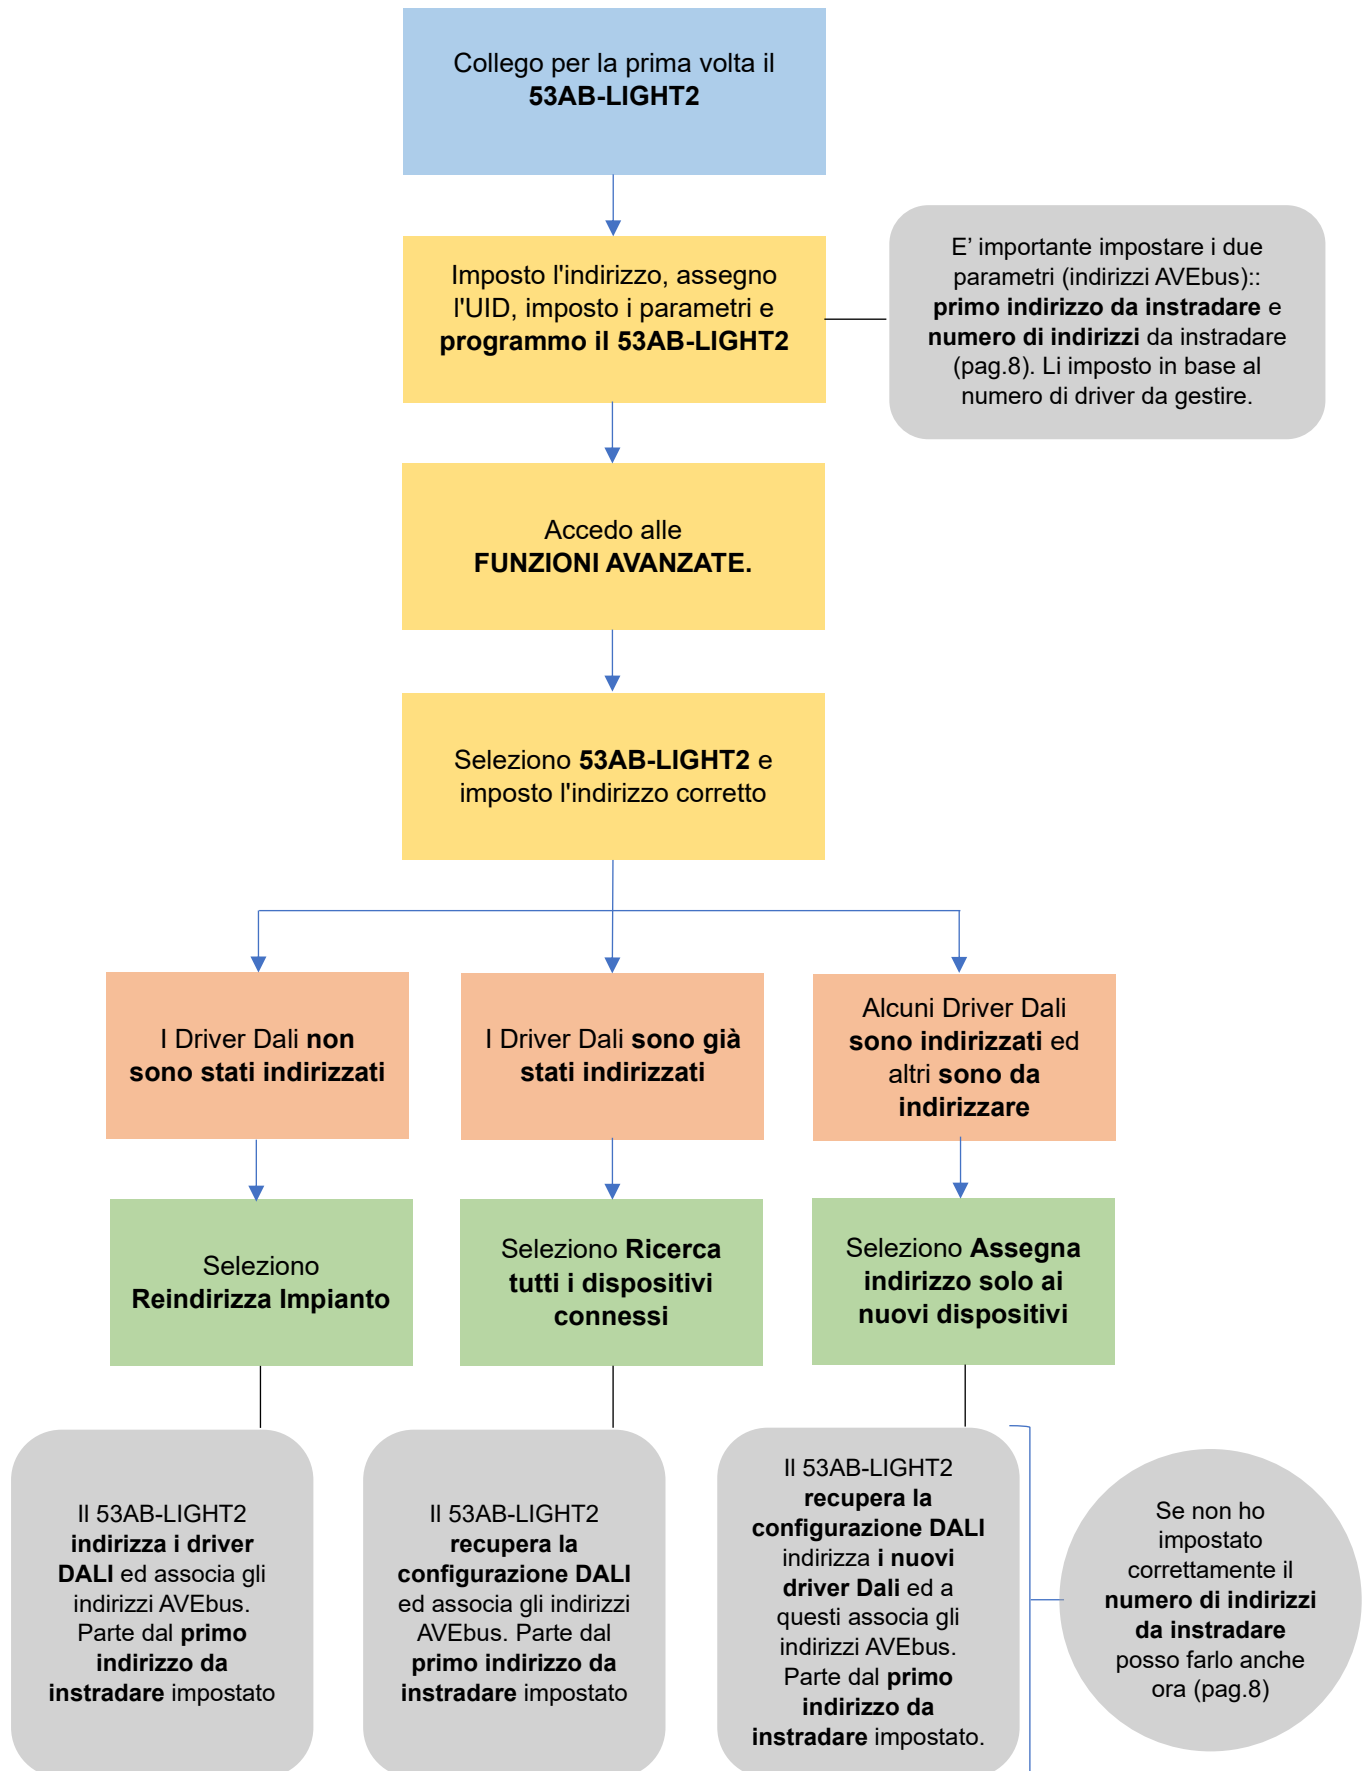 Collego per la prima volta il
53AB-LIGHT2
Imposto l'indirizzo, assegno
l'UID, imposto i parametri e
programmo il 53AB-LIGHT2
E' importante impostare i due
parametri (indirizzi AVEbus)::
primo indirizzo da instradare e
numero di indirizzi da instradare
(pag.8). Li imposto in base al
numero di driver da gestire.
Accedo alle
FUNZIONI AVANZATE.
Seleziono 53AB-LIGHT2 e
imposto l'indirizzo corretto
I Driver Dali non
sono stati indirizzati
I Driver Dali sono già
stati indirizzati
Alcuni Driver Dali
sono indirizzati ed
altri sono da
indirizzare
Seleziono
Reindirizza Impianto
Seleziono Ricerca
tutti i dispositivi
connessi
Seleziono Assegna
indirizzo solo ai
nuovi dispositivi
Il 53AB-LIGHT2
indirizza i driver
DALI ed associa gli
indirizzi AVEbus.
Parte dal primo
indirizzo da
instradare impostato
Il 53AB-LIGHT2
recupera la
configurazione DALI
ed associa gli indirizzi
AVEbus. Parte dal
primo indirizzo da
instradare impostato
Il 53AB-LIGHT2
recupera la
configurazione DALI
indirizza i nuovi
driver Dali ed a
questi associa gli
indirizzi AVEbus.
Parte dal primo
indirizzo da
instradare impostato.
Se non ho
impostato
correttamente il
numero di indirizzi
da instradare
posso farlo anche
ora (pag.8)